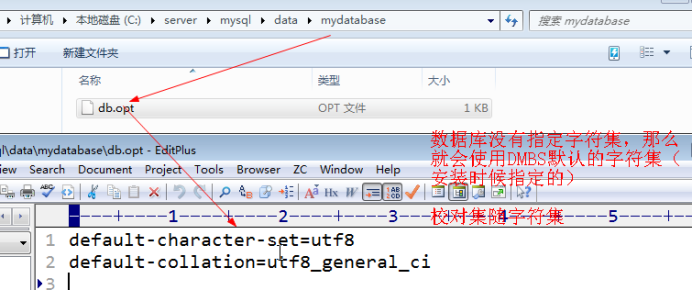 计算机 ▸ 本地磁盘 (C:) ▸ server ▸ mysql ▸ data ▸ mydatabase
搜索 mydatabase
打开 新建文件夹
名称 类型 大小
db.opt OPT 文件 1 KB
ql\data\mydatabase\db.opt - EditPlus
View Search Document Project Tools Browser ZC Window Help
数据库没有指定字符集，那么
就会使用DMBS默认的字符集（
安装时候指定的）
校对集随字符集
----+----1----+----2----+----3----+----4----+----5----+--
1 default-character-set=utf8
2 default-collation=utf8_general_ci
3